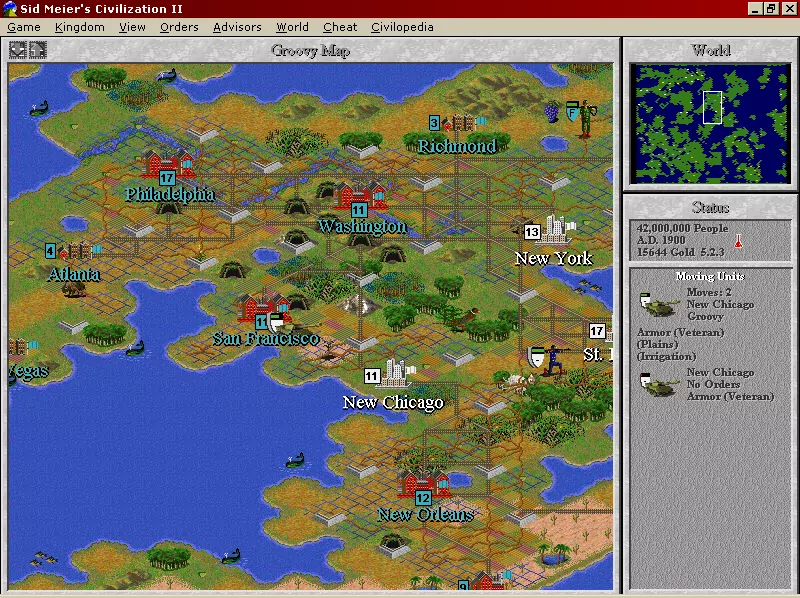 Sid Meier's Civilization II
Game Kingdom View Orders Advisors World Cheat Civilopedia
Groovy Map
World
3
Richmond
F
17
Philadelphia
11
Washington
13
New York
4
Atlanta
San Francisco
17
St.
Vegas
11
New Chicago
12
New Orleans
9
Status
42,000,000 People
A.D. 1900
15644 Gold 5.2.3
Moving Units
Moves: 2
New Chicago
Groovy
Armor (Veteran)
(Plains)
(Irrigation)
New Chicago
No Orders
Armor (Veteran)